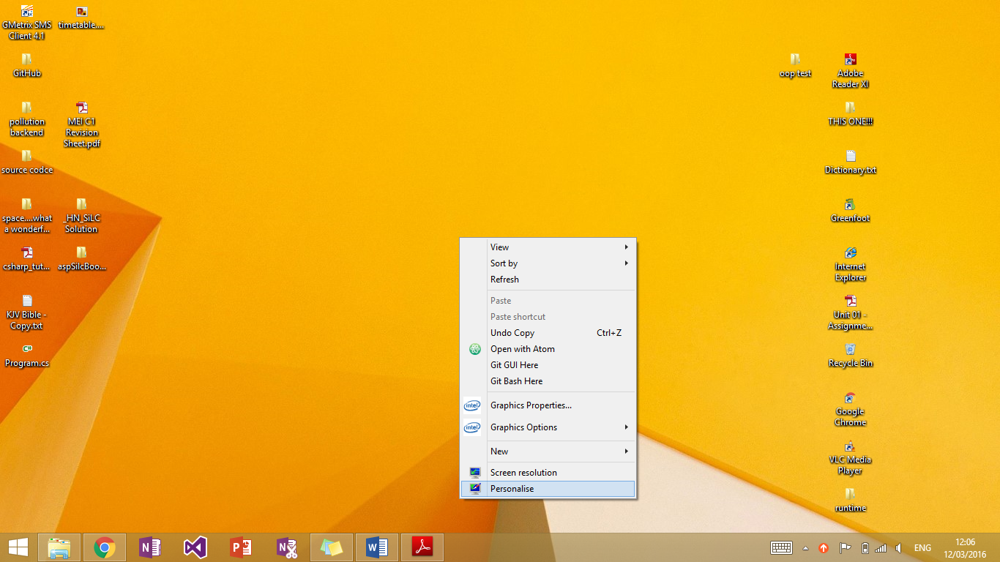 GMetrix SMS
Client 4.1
timetable....
GitHub
pollution
backend
MEI C1
Revision
Sheet.pdf
source codce
space....what
a wonderf...
_HN_SiLC
Solution
csharp_tut...
aspSilcBoo...
KJV Bible -
Copy.txt
Program.cs
View
Sort by
Refresh
Paste
Paste shortcut
Undo Copy Ctrl+Z
Open with Atom
Git GUI Here
Git Bash Here
intel Graphics Properties...
intel Graphics Options
New
Screen resolution
Personalise
oop test
Adobe
Reader XI
THIS ONE!!!
Dictionary.txt
Greenfoot
Internet
Explorer
Unit 01 -
Assignme...
Recycle Bin
Google
Chrome
VLC Media
Player
runtime
ENG
12:06
12/03/2016